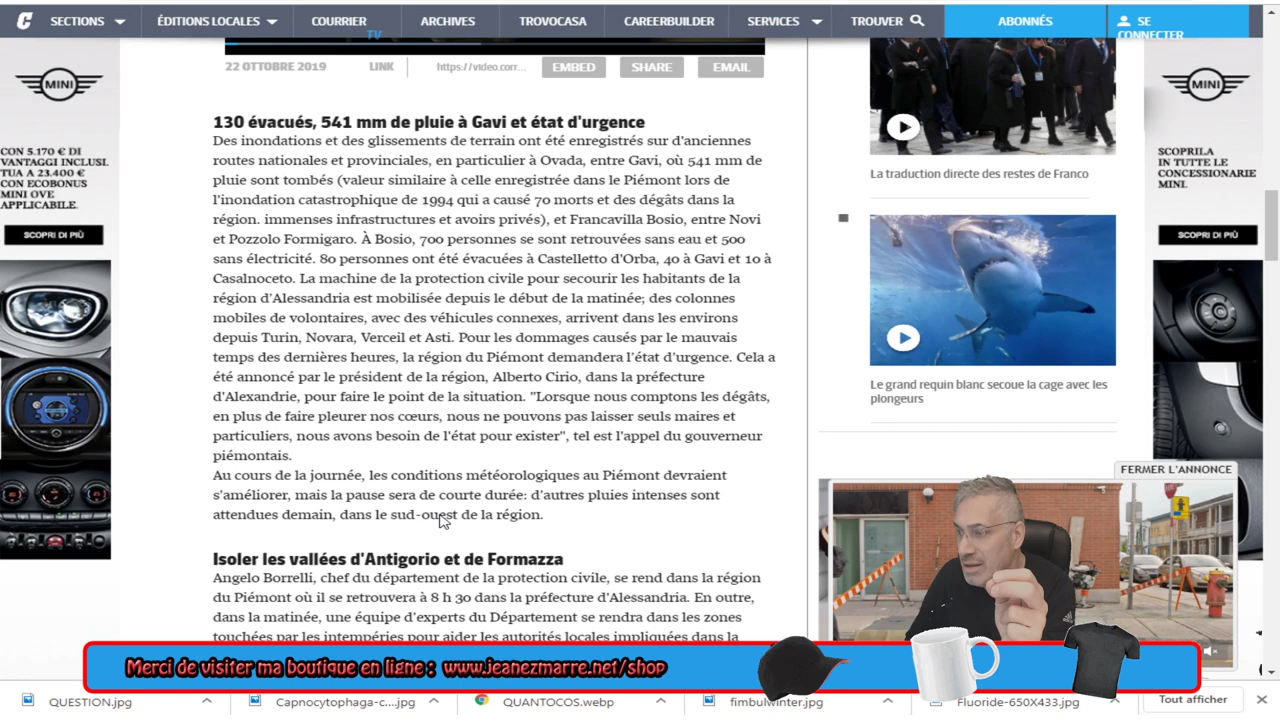 SECTIONS
ÉDITIONS LOCALES
COURRIER
TV
ARCHIVES
TROVOCASA
CAREERBUILDER
SERVICES
TROUVER
ABONNÉS
SE
CONNECTER
22 OTTOBRE 2019
LINK
https://video.corr...
EMBED
SHARE
EMAIL
130 évacués, 541 mm de pluie à Gavi et état d'urgence
Des inondations et des glissements de terrain ont été enregistrés sur d'anciennes
routes nationales et provinciales, en particulier à Ovada, entre Gavi, où 541 mm de
pluie sont tombés (valeur similaire à celle enregistrée dans le Piémont lors de
l'inondation catastrophique de 1994 qui a causé 70 morts et des dégâts dans la
région. immenses infrastructures et avoirs privés), et Francavilla Bosio, entre Novi
et Pozzolo Formigaro. À Bosio, 700 personnes se sont retrouvées sans eau et 500
sans électricité. 80 personnes ont été évacuées à Castelletto d'Orba, 40 à Gavi et 10 à
Casalnoceto. La machine de la protection civile pour secourir les habitants de la
région d'Alessandria est mobilisée depuis le début de la matinée; des colonnes
mobiles de volontaires, avec des véhicules connexes, arrivent dans les environs
depuis Turin, Novara, Verceil et Asti. Pour les dommages causés par le mauvais
temps des dernières heures, la région du Piémont demandera l'état d'urgence. Cela a
été annoncé par le président de la région, Alberto Cirio, dans la préfecture
d'Alexandrie, pour faire le point de la situation. "Lorsque nous comptons les dégâts,
en plus de faire pleurer nos cœurs, nous ne pouvons pas laisser seuls maires et
particuliers, nous avons besoin de l'état pour exister", tel est l'appel du gouverneur
piémontais.
Au cours de la journée, les conditions météorologiques au Piémont devraient
s'améliorer, mais la pause sera de courte durée: d'autres pluies intenses sont
attendues demain, dans le sud-ouest de la région.
Isoler les vallées d'Antigorio et de Formazza
Angelo Borrelli, chef du département de la protection civile, se rend dans la région
du Piémont où il se retrouvera à 8 h 30 dans la préfecture d'Alessandria. En outre,
dans la matinée, une équipe d'experts du Département se rendra dans les zones
touchées par les intempéries pour aider les autorités locales impliquées dans la
MINI
CON 5.170 € DI
VANTAGGI INCLUSI.
TUA A 23.400 €
CON ECOBONUS
MINI OVE
APPLICABILE.
SCOPRI DI PIÙ
La traduction directe des restes de Franco
Le grand requin blanc secoue la cage avec les
plongeurs
FERMER L'ANNONCE
MINI
SCOPRILA
IN TUTTE LE
CONCESSIONARIE
MINI.
SCOPRI DI PIÙ
Merci de visiter ma boutique en ligne : www.jeanezmarre.net/shop
QUESTION.jpg
Capnocytophaga-c....jpg
QUANTOCOS.webp
fimbulwinter.jpg
Fluoride-650X433.jpg
Tout afficher